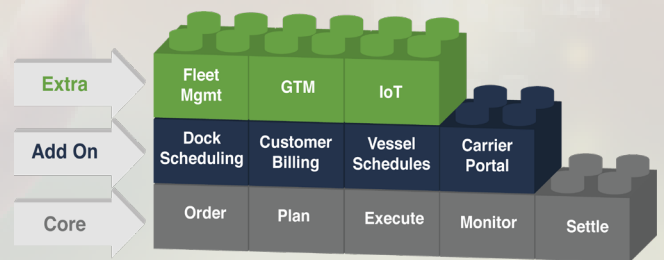 Extra
Fleet
Mgmt
GTM
IoT
Add On
Dock
Scheduling
Customer
Billing
Vessel
Schedules
Carrier
Portal
Core
Order
Plan
Execute
Monitor
Settle